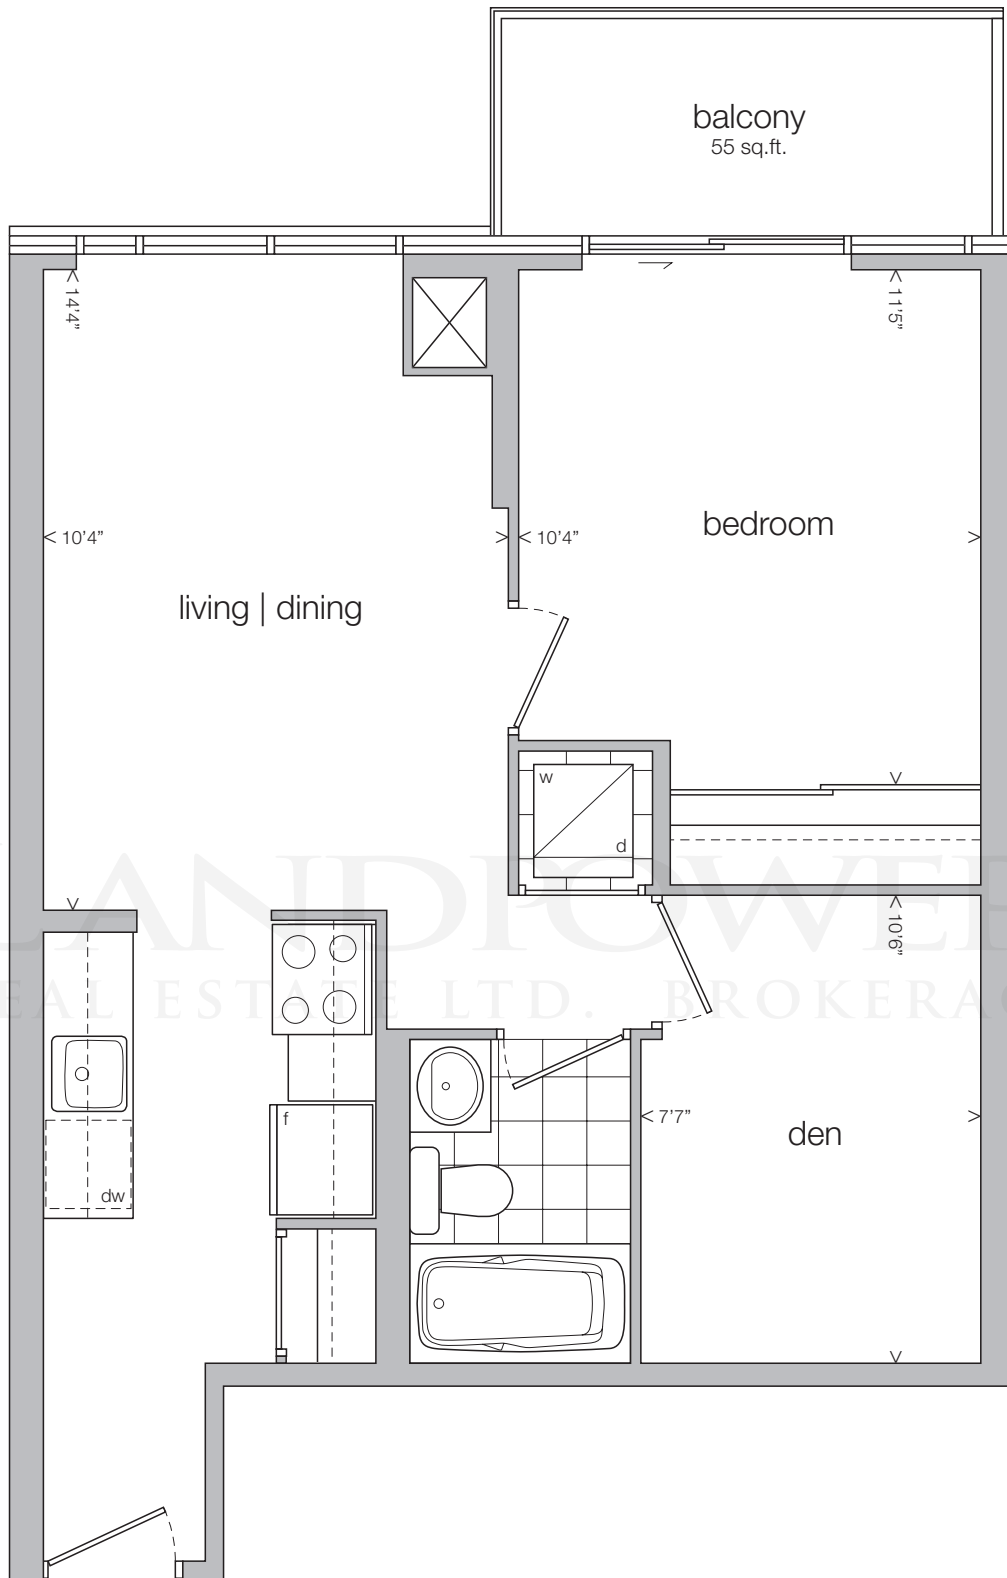 balcony
55 sq.ft.
14'4"
11'5"
10'4"
10'4"
bedroom
living | dining
w
d
LANDPOWER
REAL ESTATE LTD. BROKERAG
10'6"
f
7'7"
den
dw